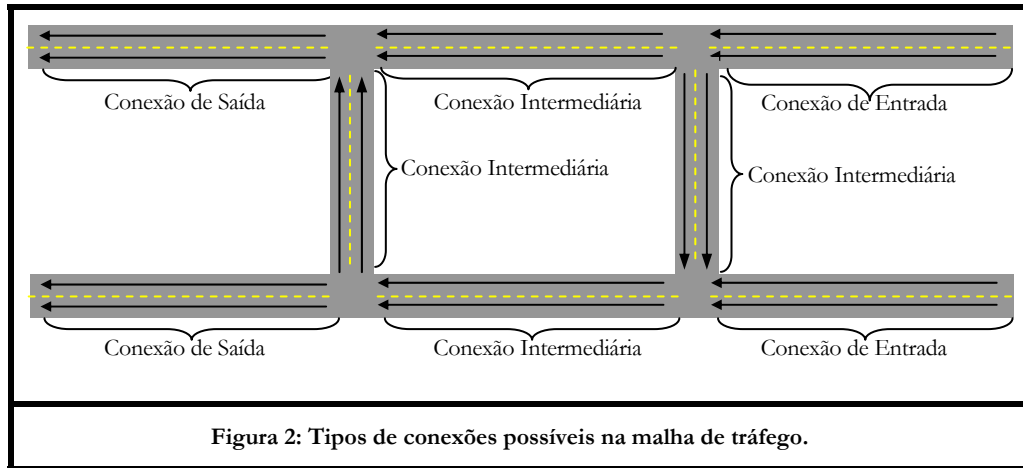 Conexão de Saída
Conexão Intermediária
Conexão de Entrada
Conexão Intermediária
Conexão Intermediária
Conexão de Saída
Conexão Intermediária
Conexão de Entrada
Figura 2: Tipos de conexões possíveis na malha de tráfego.